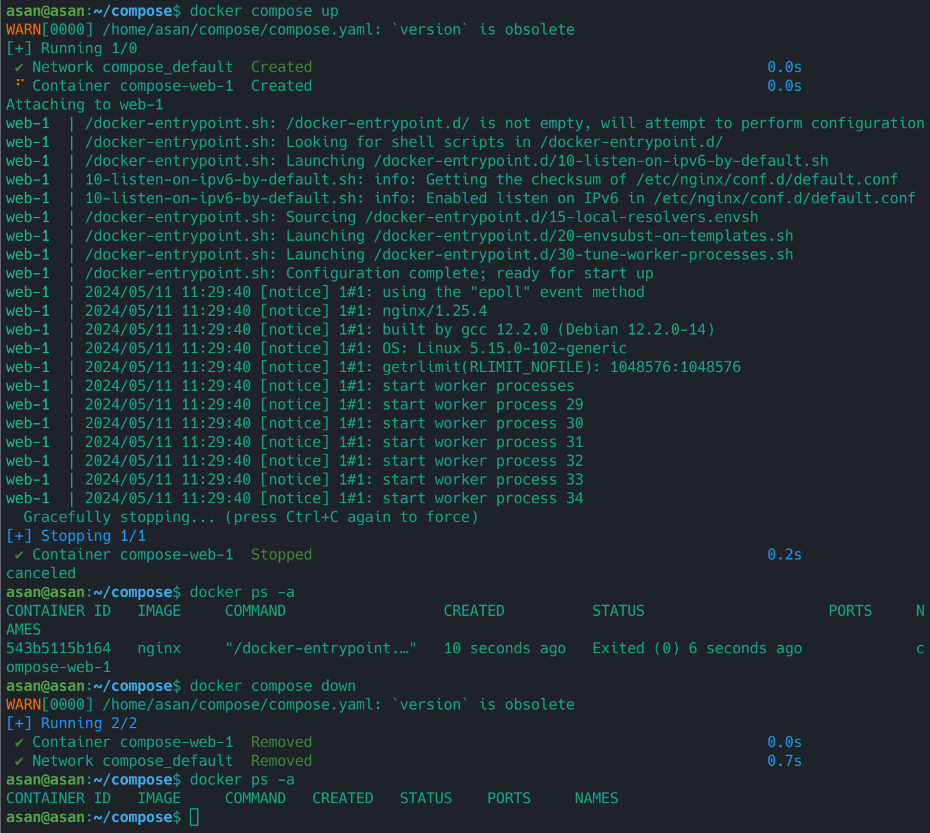 asan@asan:~/compose$ docker compose up
WARN[0000] /home/asan/compose/compose.yaml: `version` is obsolete
[+] Running 1/0
✔ Network compose_default  Created  0.0s
⠋ Container compose-web-1  Created  0.0s
Attaching to web-1
web-1  | /docker-entrypoint.sh: /docker-entrypoint.d/ is not empty, will attempt to perform configuration
web-1  | /docker-entrypoint.sh: Looking for shell scripts in /docker-entrypoint.d/
web-1  | /docker-entrypoint.sh: Launching /docker-entrypoint.d/10-listen-on-ipv6-by-default.sh
web-1  | 10-listen-on-ipv6-by-default.sh: info: Getting the checksum of /etc/nginx/conf.d/default.conf
web-1  | 10-listen-on-ipv6-by-default.sh: info: Enabled listen on IPv6 in /etc/nginx/conf.d/default.conf
web-1  | /docker-entrypoint.sh: Sourcing /docker-entrypoint.d/15-local-resolvers.envsh
web-1  | /docker-entrypoint.sh: Launching /docker-entrypoint.d/20-envsubst-on-templates.sh
web-1  | /docker-entrypoint.sh: Launching /docker-entrypoint.d/30-tune-worker-processes.sh
web-1  | /docker-entrypoint.sh: Configuration complete; ready for start up
web-1  | 2024/05/11 11:29:40 [notice] 1#1: using the "epoll" event method
web-1  | 2024/05/11 11:29:40 [notice] 1#1: nginx/1.25.4
web-1  | 2024/05/11 11:29:40 [notice] 1#1: built by gcc 12.2.0 (Debian 12.2.0-14)
web-1  | 2024/05/11 11:29:40 [notice] 1#1: OS: Linux 5.15.0-102-generic
web-1  | 2024/05/11 11:29:40 [notice] 1#1: getrlimit(RLIMIT_NOFILE): 1048576:1048576
web-1  | 2024/05/11 11:29:40 [notice] 1#1: start worker processes
web-1  | 2024/05/11 11:29:40 [notice] 1#1: start worker process 29
web-1  | 2024/05/11 11:29:40 [notice] 1#1: start worker process 30
web-1  | 2024/05/11 11:29:40 [notice] 1#1: start worker process 31
web-1  | 2024/05/11 11:29:40 [notice] 1#1: start worker process 32
web-1  | 2024/05/11 11:29:40 [notice] 1#1: start worker process 33
web-1  | 2024/05/11 11:29:40 [notice] 1#1: start worker process 34
Gracefully stopping... (press Ctrl+C again to force)
[+] Stopping 1/1
✔ Container compose-web-1  Stopped  0.2s
canceled
asan@asan:~/compose$ docker ps -a
CONTAINER ID   IMAGE     COMMAND                  CREATED          STATUS                     PORTS     N
AMES
543b5115b164   nginx     "/docker-entrypoint.…"   10 seconds ago   Exited (0) 6 seconds ago             c
ompose-web-1
asan@asan:~/compose$ docker compose down
WARN[0000] /home/asan/compose/compose.yaml: `version` is obsolete
[+] Running 2/2
✔ Container compose-web-1  Removed  0.0s
✔ Network compose_default  Removed  0.7s
asan@asan:~/compose$ docker ps -a
CONTAINER ID   IMAGE     COMMAND   CREATED   STATUS    PORTS     NAMES
asan@asan:~/compose$